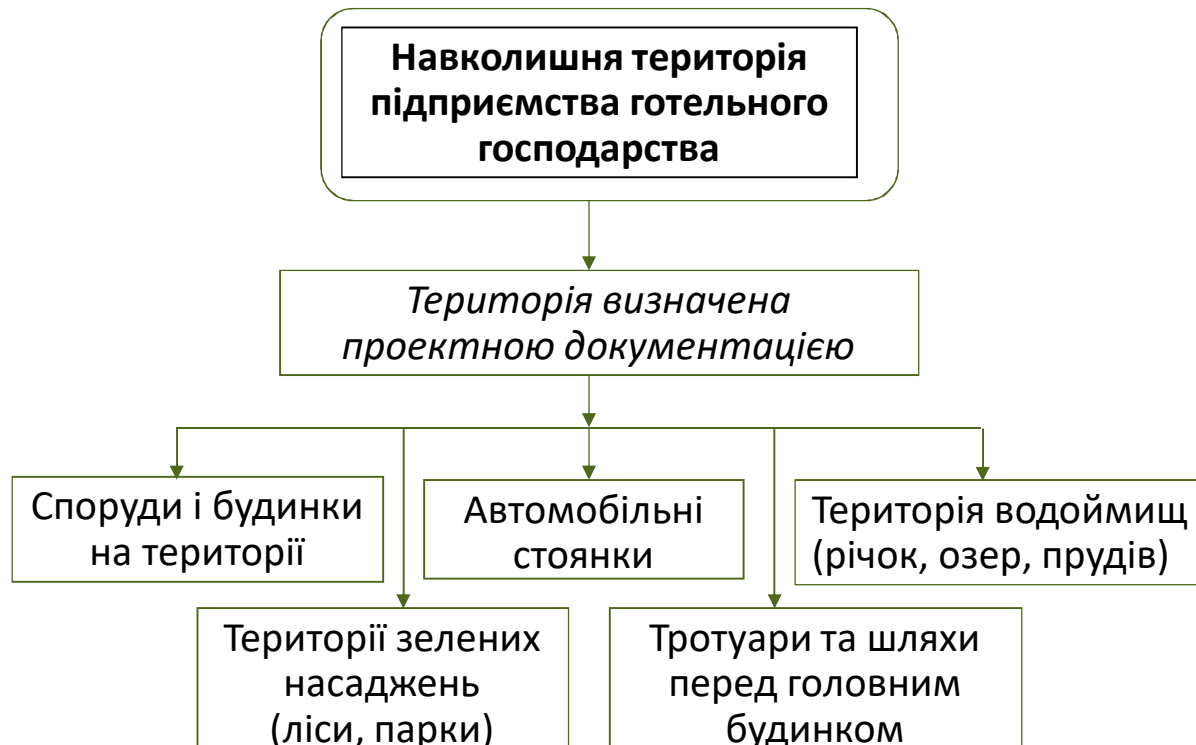 Навколишня територія
підприємства готельного
господарства
Територія визначена
проектною документацією
Споруди і будинки
на території
Автомобільні
стоянки
Територія водоймищ
(річок, озер, прудів)
Території зелених
насаджень
(ліси, парки)
Тротуари та шляхи
перед головним
будинком